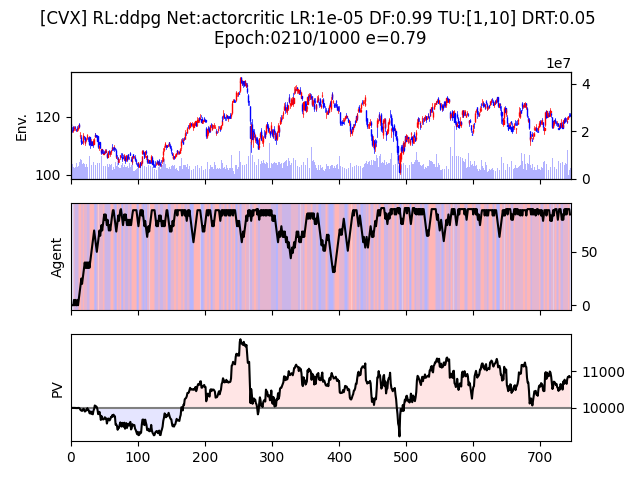 [CVX] RL:ddpg Net:actorcritic LR:1e-05 DF:0.99 TU:[1,10] DRT:0.05
Epoch:0210/1000 e=0.79
1e7
Env.
120
100
4
2
0
Agent
50
0
PV
11000
10000
0 100 200 300 400 500 600 700